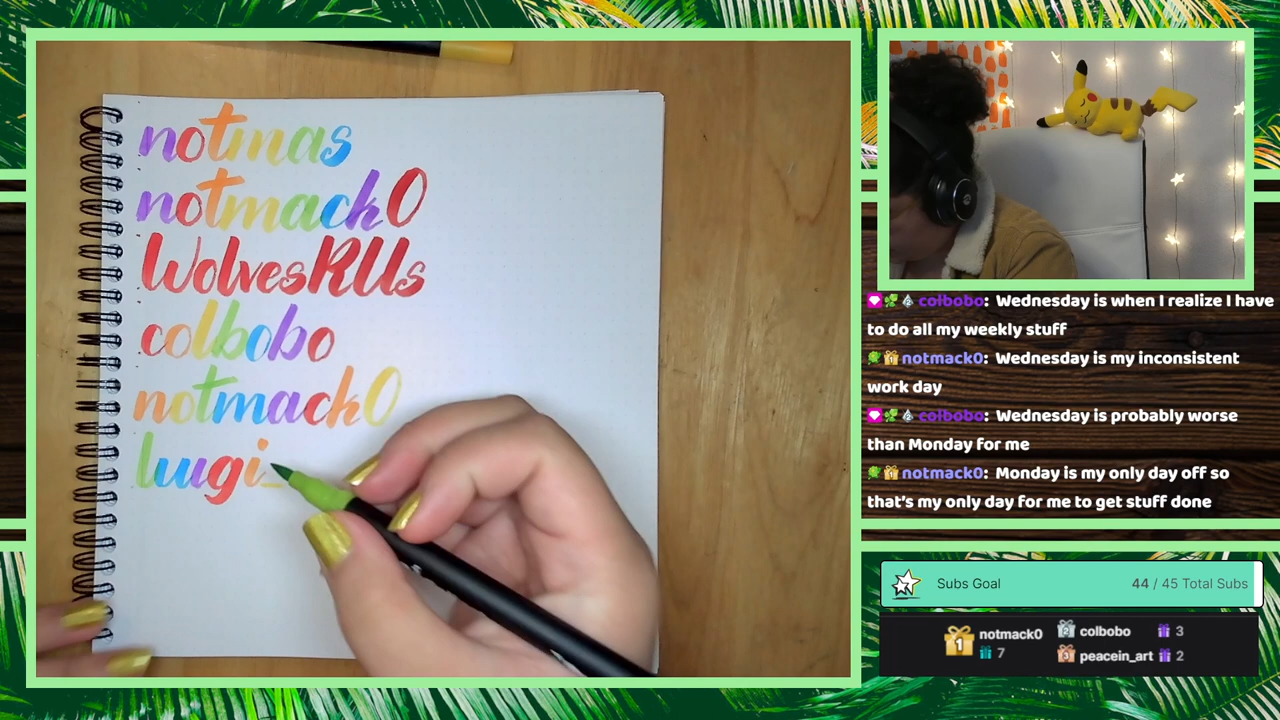 notmas
notmack0
WolvesRUs
colbobo
notmack0
luigi_
colbobo: Wednesday is when I realize I have
to do all my weekly stuff
notmack0: Wednesday is my inconsistent
work day
colbobo: Wednesday is probably worse
than Monday for me
notmack0: Monday is my only day off so
that's my only day for me to get stuff done
Subs Goal 44 / 45 Total Subs
1 notmack0 7
2 colbobo 3
3 peacein_art 2